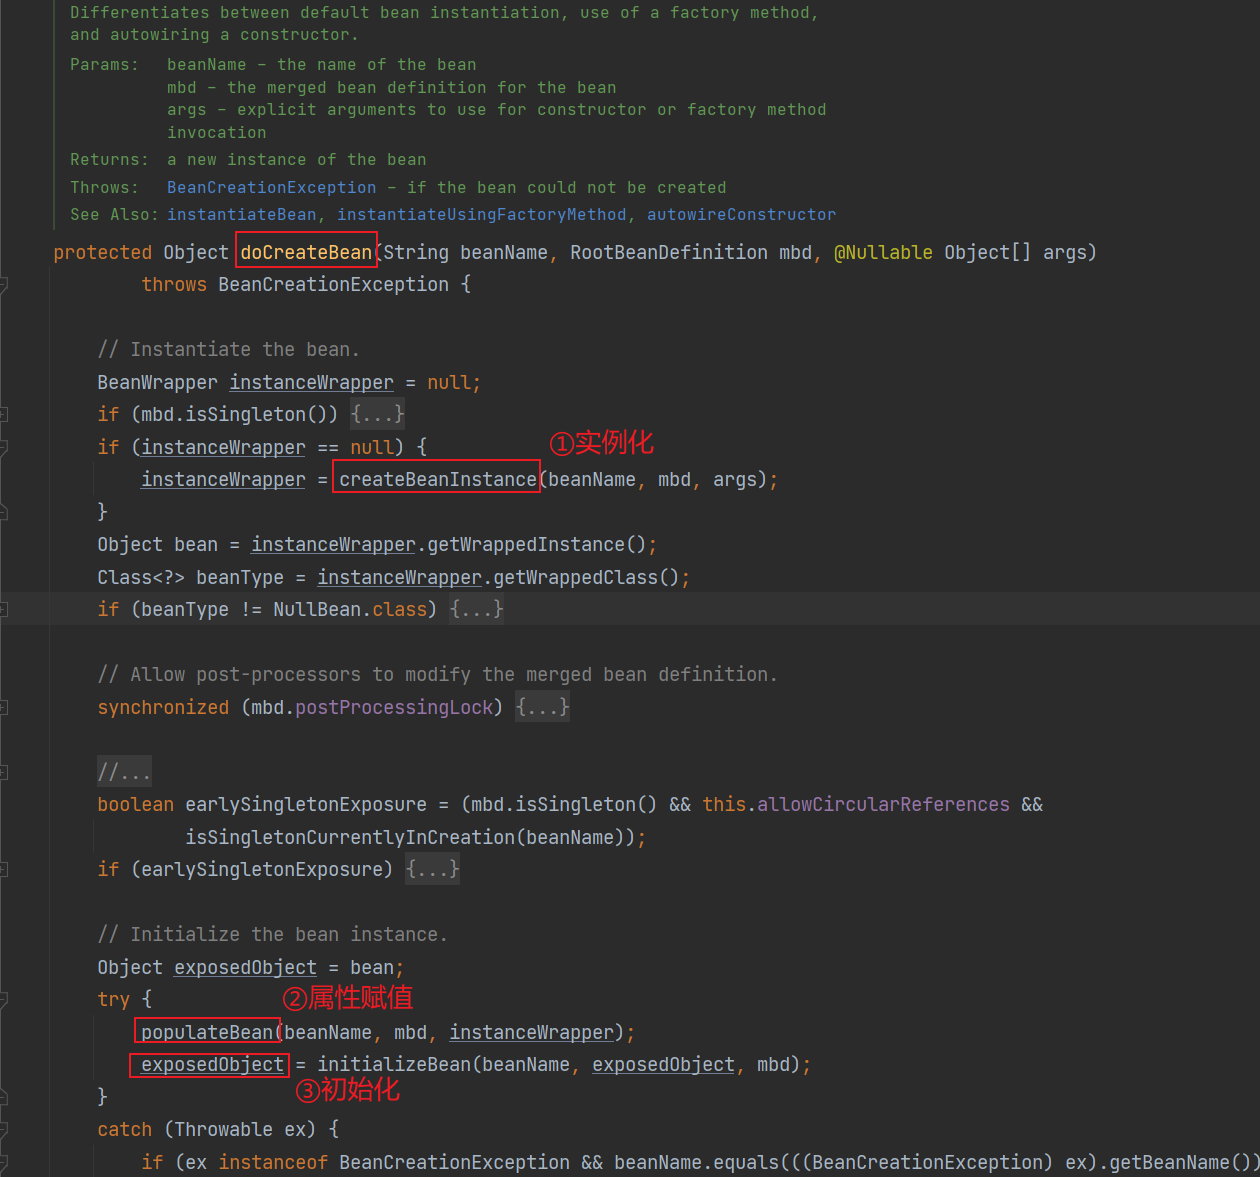 Differentiates between default bean instantiation, use of a factory method,
and autowiring a constructor.
Params: beanName – the name of the bean
mbd – the merged bean definition for the bean
args – explicit arguments to use for constructor or factory method
invocation
Returns: a new instance of the bean
Throws: BeanCreationException – if the bean could not be created
See Also: instantiateBean, instantiateUsingFactoryMethod, autowireConstructor
protected Object doCreateBean(String beanName, RootBeanDefinition mbd, @Nullable Object[] args)
throws BeanCreationException {
// Instantiate the bean.
BeanWrapper instanceWrapper = null;
if (mbd.isSingleton()) {...}
if (instanceWrapper == null) {
①实例化
instanceWrapper = createBeanInstance(beanName, mbd, args);
}
Object bean = instanceWrapper.getWrappedInstance();
Class<?> beanType = instanceWrapper.getWrappedClass();
if (beanType != NullBean.class) {...}
// Allow post-processors to modify the merged bean definition.
synchronized (mbd.postProcessingLock) {...}
//...
boolean earlySingletonExposure = (mbd.isSingleton() && this.allowCircularReferences &&
isSingletonCurrentlyInCreation(beanName));
if (earlySingletonExposure) {...}
// Initialize the bean instance.
Object exposedObject = bean;
try {
②属性赋值
populateBean(beanName, mbd, instanceWrapper);
exposedObject = initializeBean(beanName, exposedObject, mbd);
③初始化
}
catch (Throwable ex) {
if (ex instanceof BeanCreationException && beanName.equals(((BeanCreationException) ex).getBeanName())